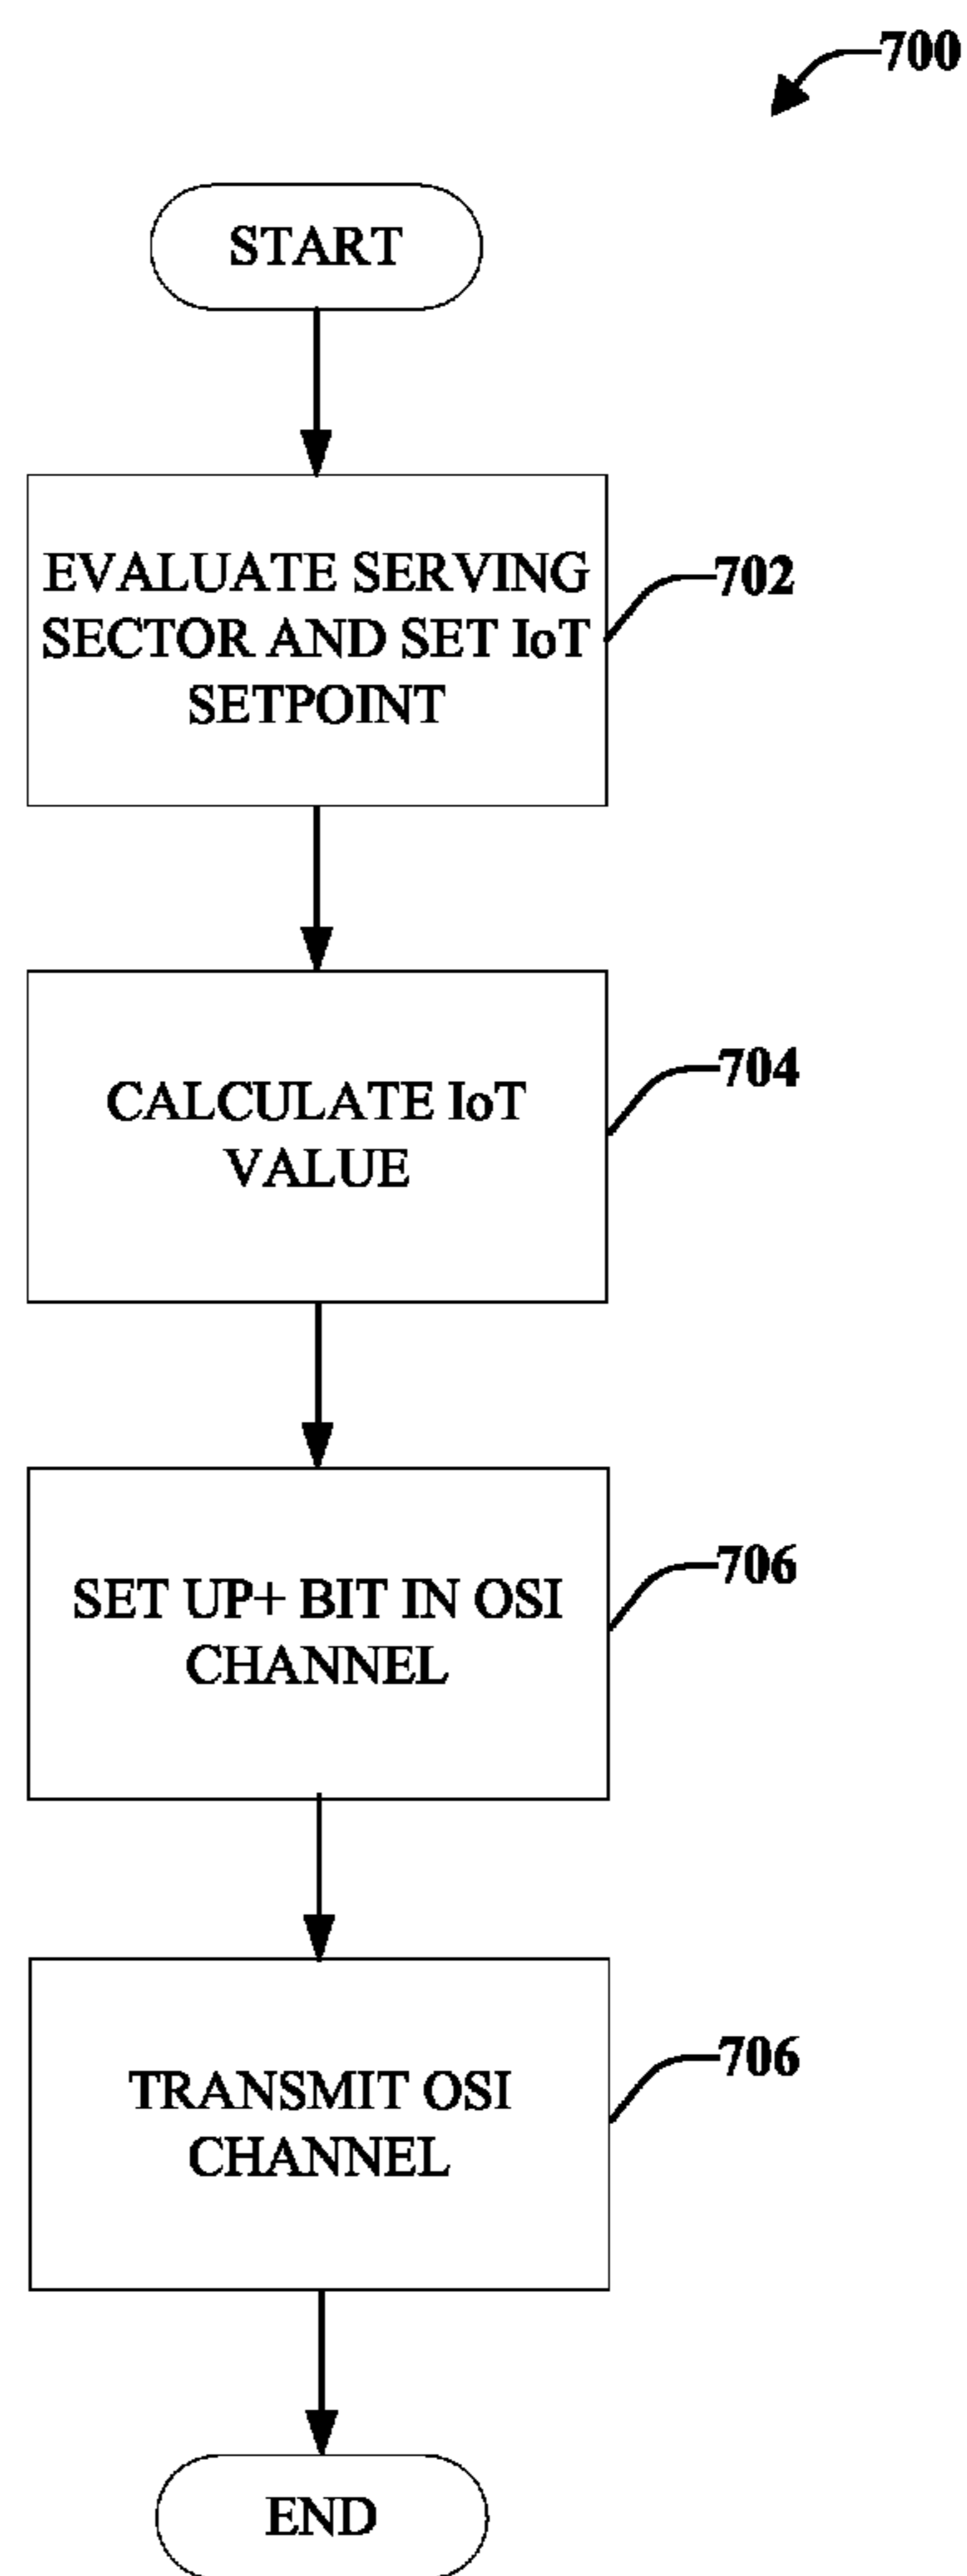 700
START
EVALUATE SERVING
SECTOR AND SET IoT
SETPOINT
702
CALCULATE IoT
VALUE
704
SET UP+ BIT IN OSI
CHANNEL
706
TRANSMIT OSI
CHANNEL
706
END